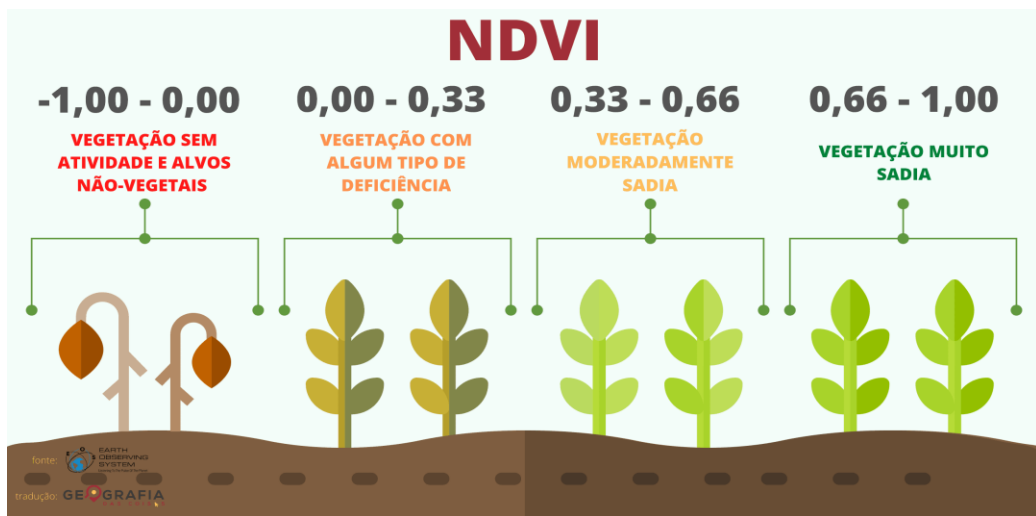 NDVI
-1,00 - 0,00
VEGETAÇÃO SEM
ATIVIDADE E ALVOS
NÃO-VEGETAIS
0,00 - 0,33
VEGETAÇÃO COM
ALGUM TIPO DE
DEFICIÊNCIA
0,33 - 0,66
VEGETAÇÃO
MODERADAMENTE
SADIA
0,66 - 1,00
VEGETAÇÃO MUITO
SADIA
fonte:
EARTH
OBSERVING
SYSTEM
tradução:
GEOGRAFIA